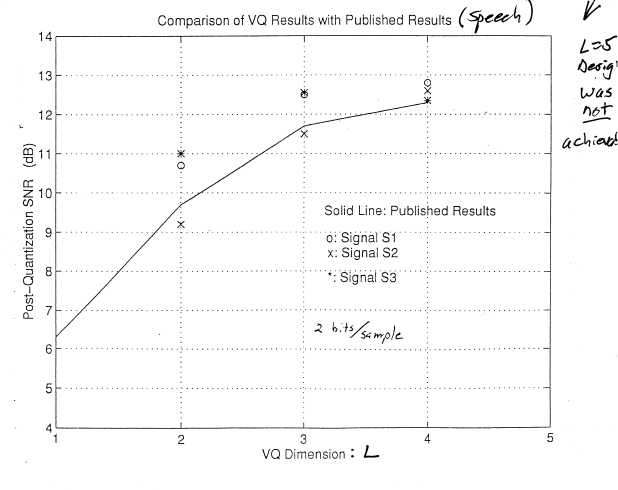 Comparison of VQ Results with Published Results (Speech)
L=5
Desig
was
not
achievd
14
13
12
11
10
9
8
7
6
5
4
Post-Quantization SNR (dB)
Solid Line: Published Results
o: Signal S1
x: Signal S2
*: Signal S3
2 bits/sample
1 2 3 4 5
VQ Dimension : L